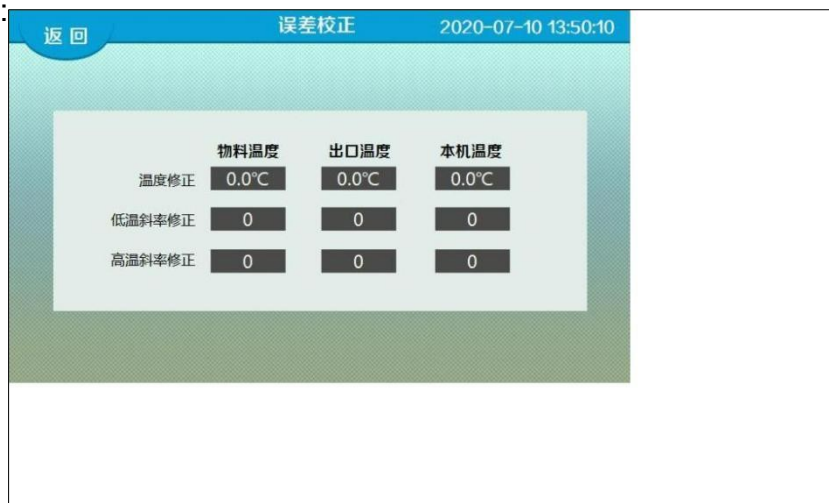 :
返回 误差校正 2020-07-10 13:50:10
物料温度 出口温度 本机温度
温度修正 0.0℃ 0.0℃ 0.0℃
低温斜率修正 0 0 0
高温斜率修正 0 0 0